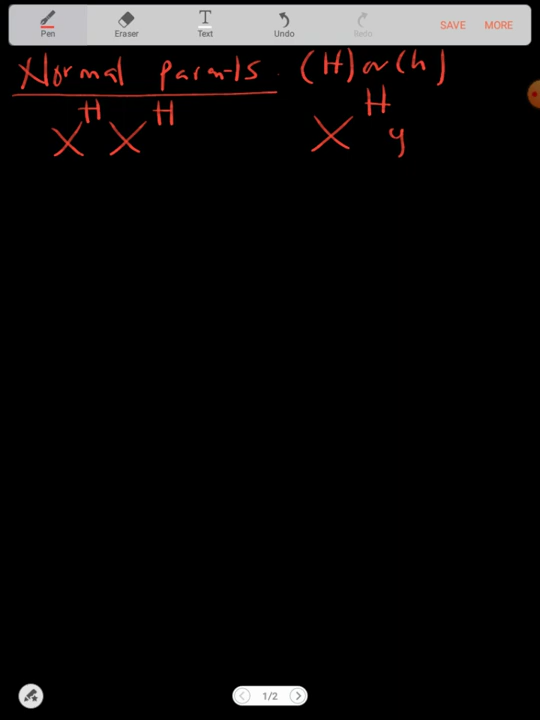 Pen Eraser Text Undo Redo SAVE MORE
Normal Parents (H) or (h)
X^H X^H X^H y
1/2